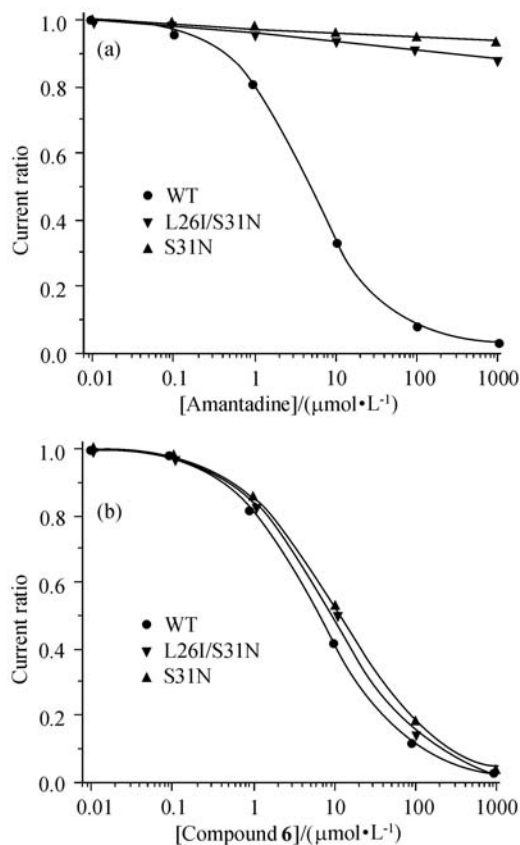 1.0
(a)
0.8
0.6
Current ratio
0.4
WT
L26I/S31N
S31N
0.2
0.0
0.01 0.1 1 10 100 1000
[Amantadine]/(μmol•L⁻¹)
1.0
(b)
0.8
0.6
Current ratio
0.4
WT
L26I/S31N
S31N
0.2
0.0
0.01 0.1 1 10 100 1000
[Compound 6]/(μmol•L⁻¹)